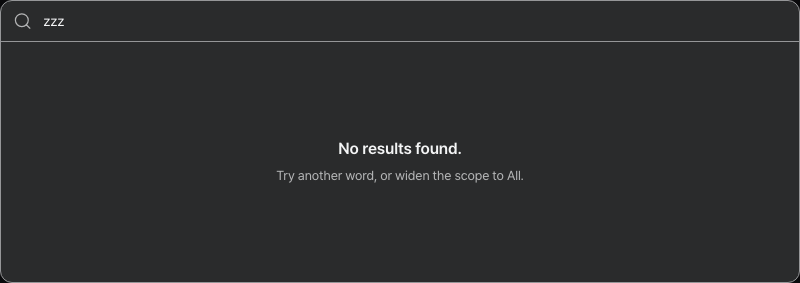 zzz
No results found.
Try another word, or widen the scope to All.